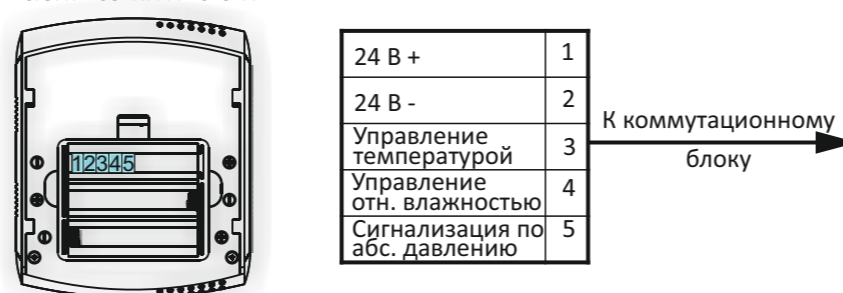 12345
24 В + 1
24 В - 2
Управление
температурой 3
Управление
отн. влажностью 4
Сигнализация по
абс. давлению 5
К коммутационному
блоку